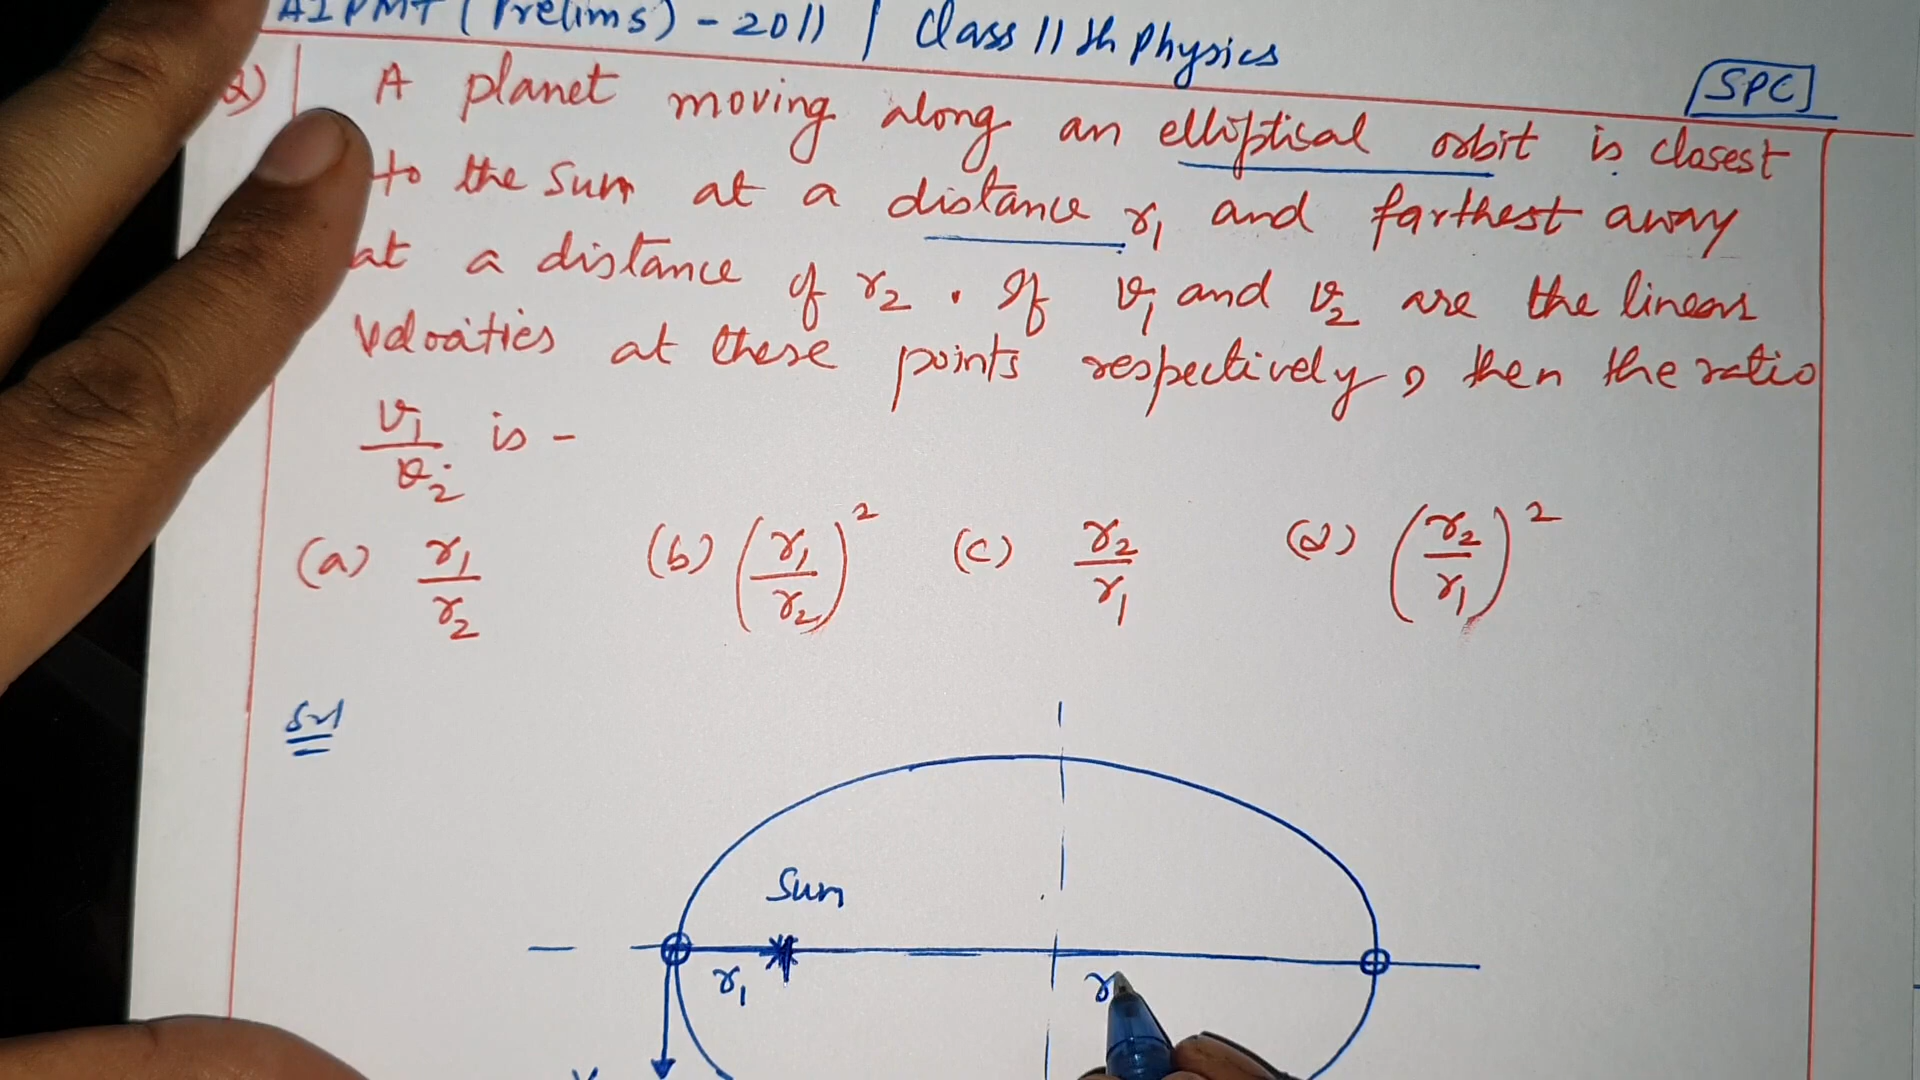 AIPMT (Prelims) - 2011 | Class 11th Physics
SPC
Q) A planet moving along an elliptical orbit is closest
to the Sun at a distance r₁ and farthest away
at a distance of r₂. If v₁ and v₂ are the linear
velocities at these points respectively, then the ratio
v₁/v₂ is -
(a) r₁/r₂ (b) (r₁/r₂)² (c) r₂/r₁ (d) (r₂/r₁)²
Sol
Sun
r₁ r